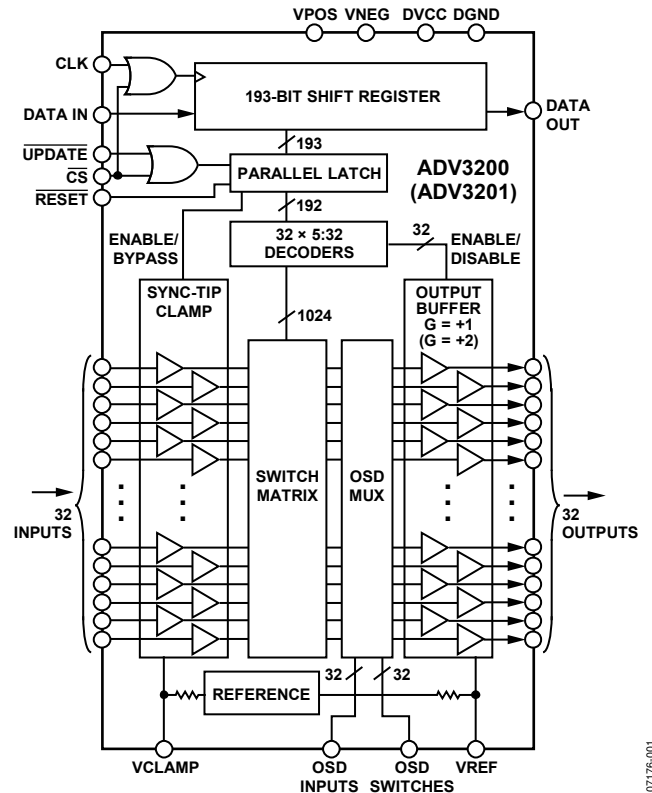 VPOS VNEG DVCC DGND
CLK
193-BIT SHIFT REGISTER
DATA IN
DATA
OUT
193
UPDATE
CS
RESET
PARALLEL LATCH
ADV3200
(ADV3201)
192
ENABLE/
BYPASS
32 × 5:32
DECODERS
32
ENABLE/
DISABLE
SYNC-TIP
CLAMP
1024
OUTPUT
BUFFER
G = +1
(G = +2)
32
INPUTS
SWITCH
MATRIX
OSD
MUX
32
OUTPUTS
REFERENCE
32
32
VCLAMP
OSD
INPUTS
OSD
SWITCHES
VREF
07176-001